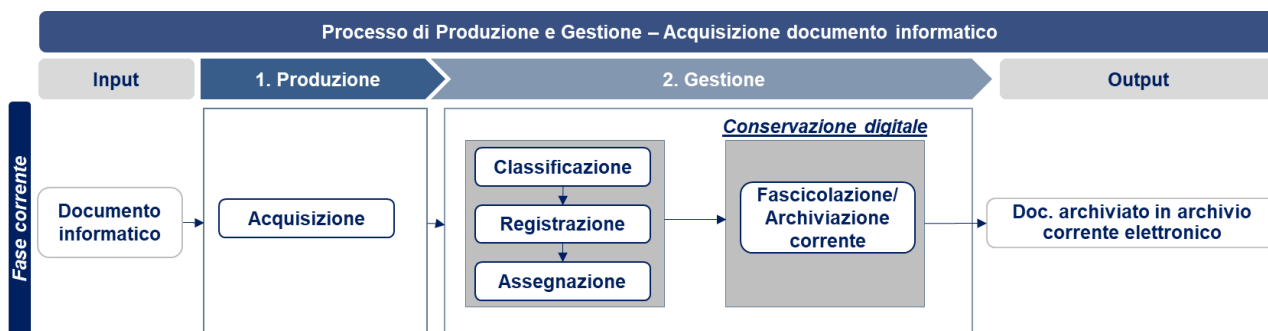 Processo di Produzione e Gestione – Acquisizione documento informatico
Input
1. Produzione
2. Gestione
Output
Fase corrente
Documento
informatico
Acquisizione
Classificazione
Registrazione
Assegnazione
Conservazione digitale
Fascicolazione/
Archiviazione
corrente
Doc. archiviato in archivio
corrente elettronico